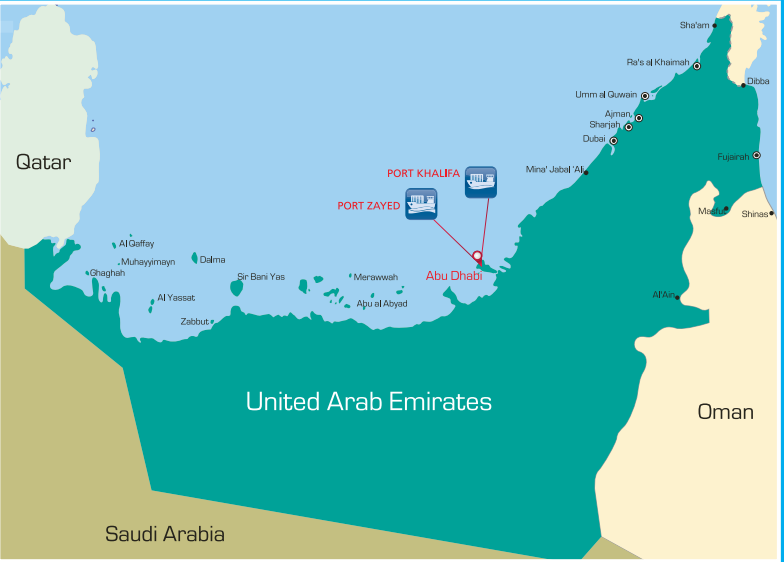 Sha'am
Ra's al Khaimah
Dibba
Umm al Quwain
Ajman
Sharjah
Dubai
Fujairah
Qatar
Mina' Jabal 'Ali
PORT KHALIFA
PORT ZAYED
Masfut
Shinas
Al Qaffay
Muhayyimayn
Dalma
Ghaghah
Sir Bani Yas
Merawwah
Abu Dhabi
Al Yassat
Abu al Abyad
Al'Ain
Zabbut
United Arab Emirates
Oman
Saudi Arabia